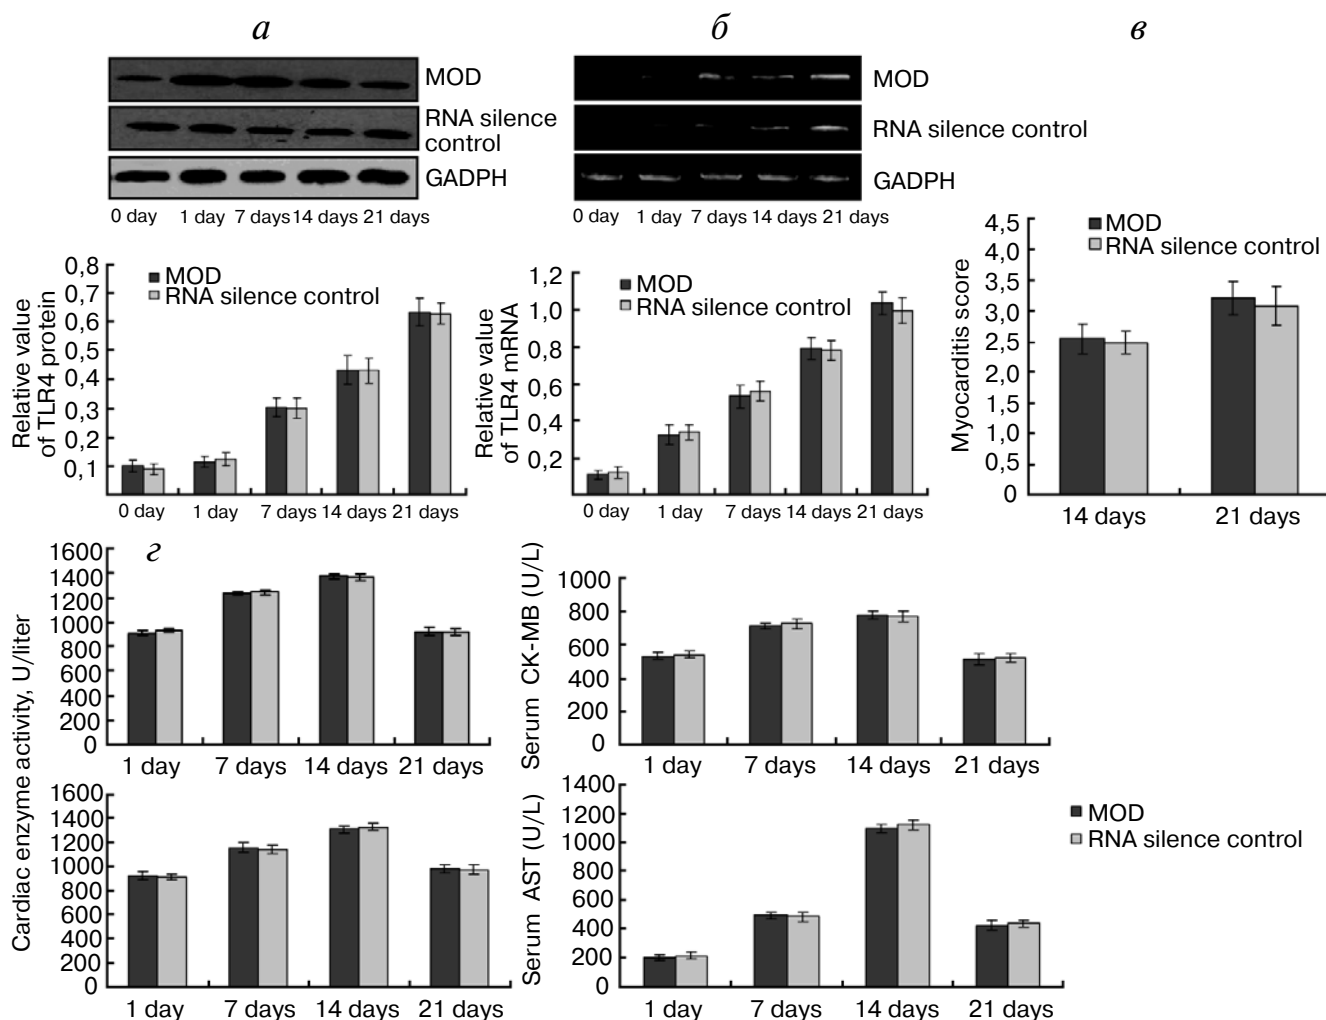 а
MOD
RNA silence
control
GADPH
0 day 1 day 7 days 14 days 21 days
0,8
0,7
0,6
0,4
0,3
0,2
0,1
Relative value
of TLR4 protein
MOD
RNA silence control
0 day 1 day 7 days 14 days 21 days
б
MOD
RNA silence control
GADPH
0 day 1 day 7 days 14 days 21 days
1,2
1,0
0,8
0,6
0,4
0,2
Relative value
of TLR4 mRNA
MOD
RNA silence control
0 day 1 day 7 days 14 days 21 days
в
4,5
4,0
3,5
3,0
2,5
2,0
1,5
1,0
0,5
0
Myocarditis score
MOD
RNA silence control
14 days 21 days
г
Cardiac enzyme activity, U/liter
1600
1400
1200
1000
800
600
400
200
0
1 day 7 days 14 days 21 days
Serum CK-MB (U/L)
1000
800
600
400
200
0
1 day 7 days 14 days 21 days
1600
1400
1200
1000
800
600
400
200
0
1 day 7 days 14 days 21 days
Serum AST (U/L)
1400
1200
1000
800
600
400
200
0
1 day 7 days 14 days 21 days
MOD
RNA silence control